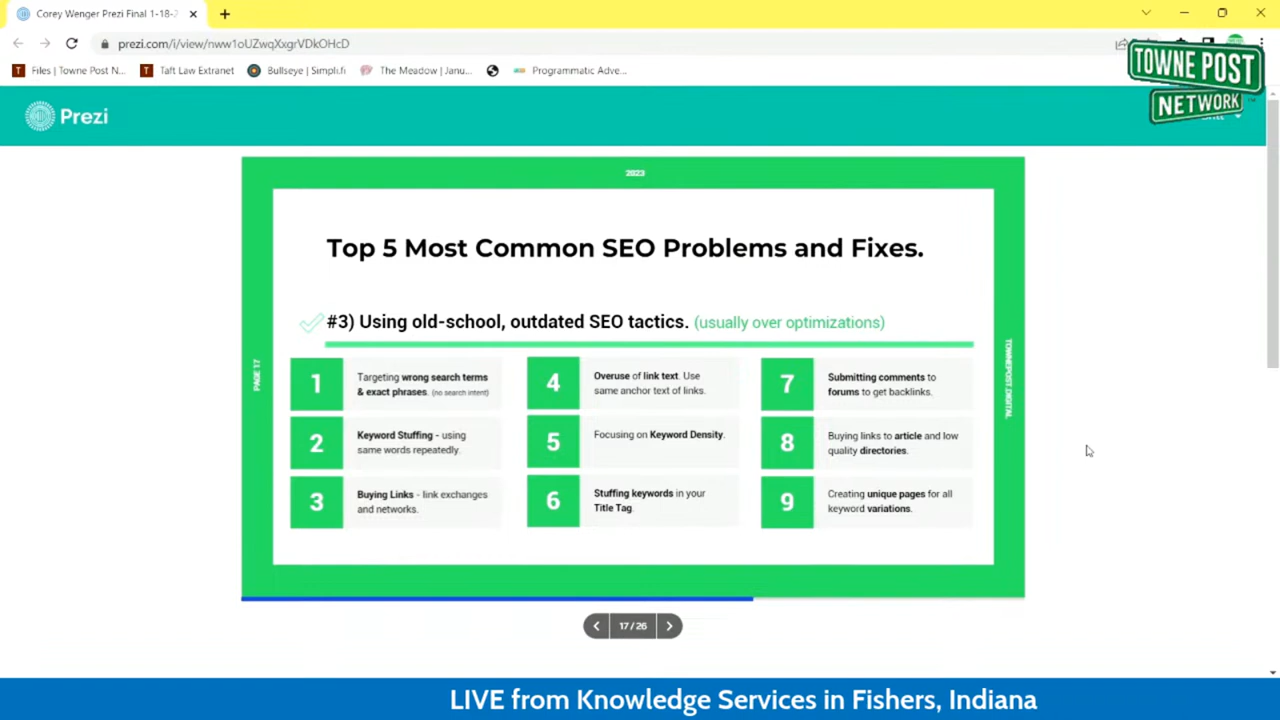 Corey Wenger Prezi Final 1-18-2
prezi.com/i/view/nww1oUZwqXxgrVDkOHcD
Files | Towne Post N...
Taft Law Extranet
Bullseye | Simpli.fi
The Meadow | Janu...
Programmatic Adve...
TOWNE POST
NETWORK
Prezi
2023
Top 5 Most Common SEO Problems and Fixes.
#3) Using old-school, outdated SEO tactics. (usually over optimizations)
PAGE 17
TOWNEPOST DIGITAL
1
Targeting wrong search terms
& exact phrases. (no search intent)
2
Keyword Stuffing - using
same words repeatedly.
3
Buying Links - link exchanges
and networks.
4
Overuse of link text. Use
same anchor text of links.
5
Focusing on Keyword Density.
6
Stuffing keywords in your
Title Tag.
7
Submitting comments to
forums to get backlinks.
8
Buying links to article and low
quality directories.
9
Creating unique pages for all
keyword variations.
17 / 26
LIVE from Knowledge Services in Fishers, Indiana